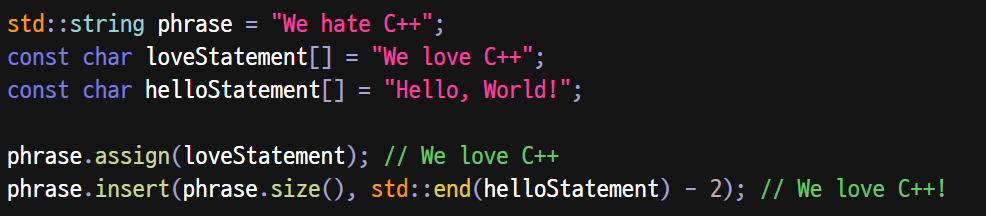 std::string phrase = "We hate C++";
const char loveStatement[] = "We love C++";
const char helloStatement[] = "Hello, World!";
phrase.assign(loveStatement); // We love C++
phrase.insert(phrase.size(), std::end(helloStatement) - 2); // We love C++!